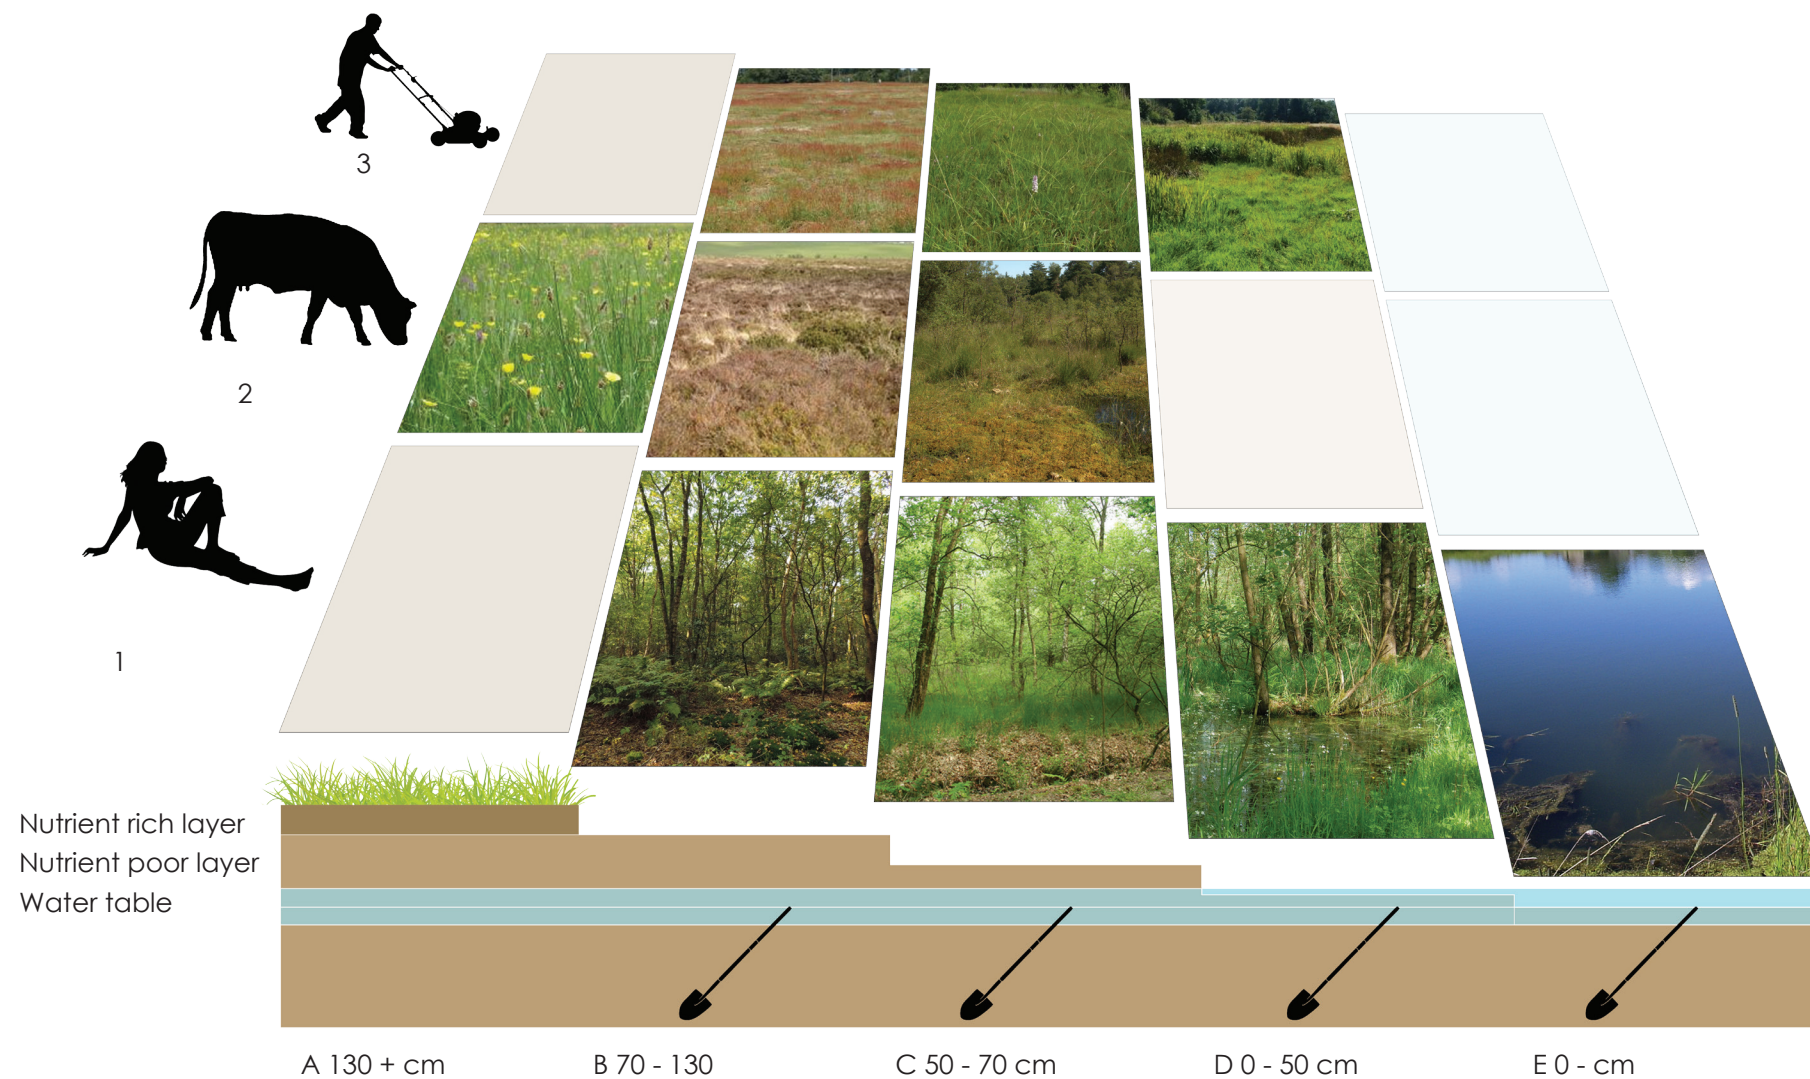 3
2
1
Nutrient rich layer
Nutrient poor layer
Water table
A 130 + cm
B 70 - 130
C 50 - 70 cm
D 0 - 50 cm
E 0 - cm